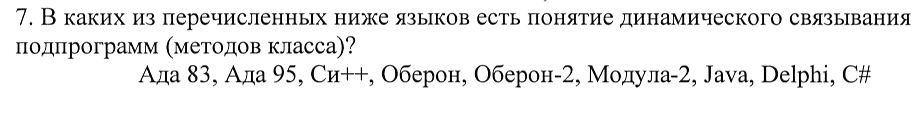 7. В каких из перечисленных ниже языков есть понятие динамического связывания
подпрограмм (методов класса)?
Ада 83, Ада 95, Си++, Оберон, Оберон-2, Модула-2, Java, Delphi, C#